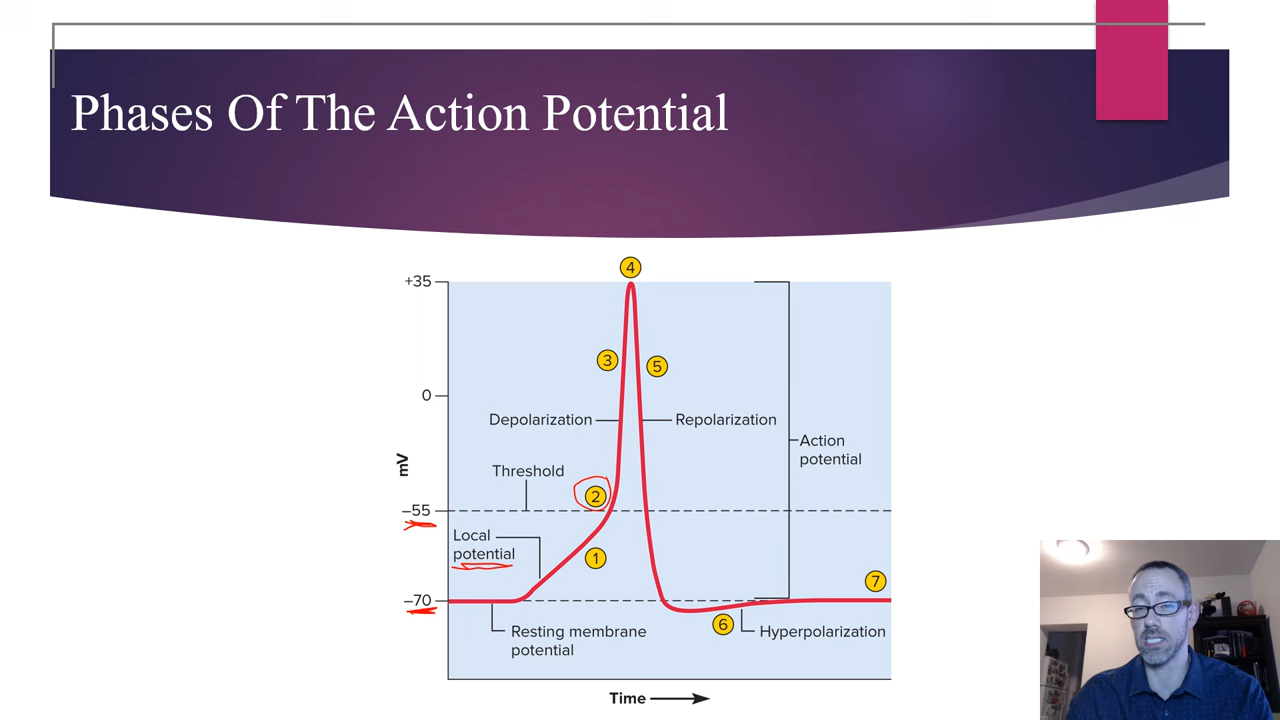 Phases Of The Action Potential
4
+35
3
5
0
Depolarization
Repolarization
Action
potential
mV
Threshold
2
–55
Local
potential
1
7
–70
6
Resting membrane
potential
Hyperpolarization
Time